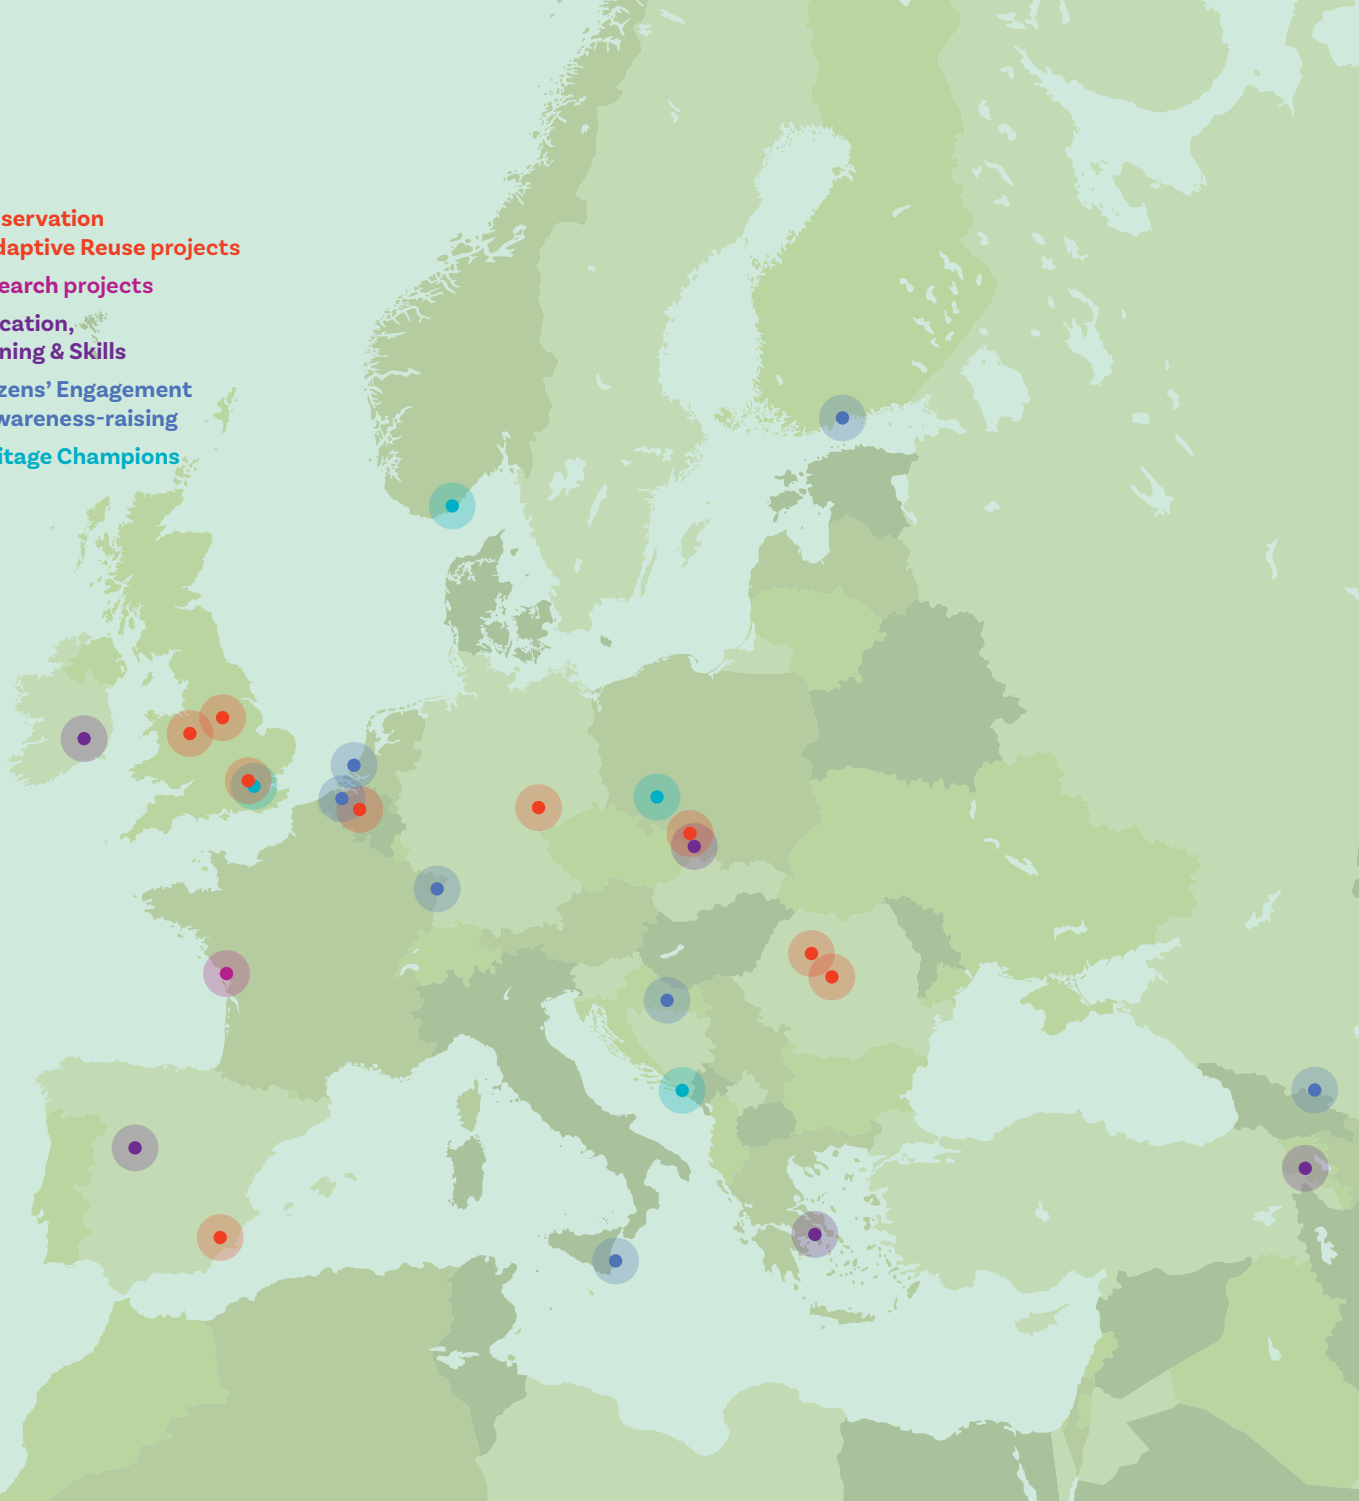 servation
daptive Reuse projects
earch projects
cation,
ning & Skills
zens’ Engagement
wareness-raising
itage Champions